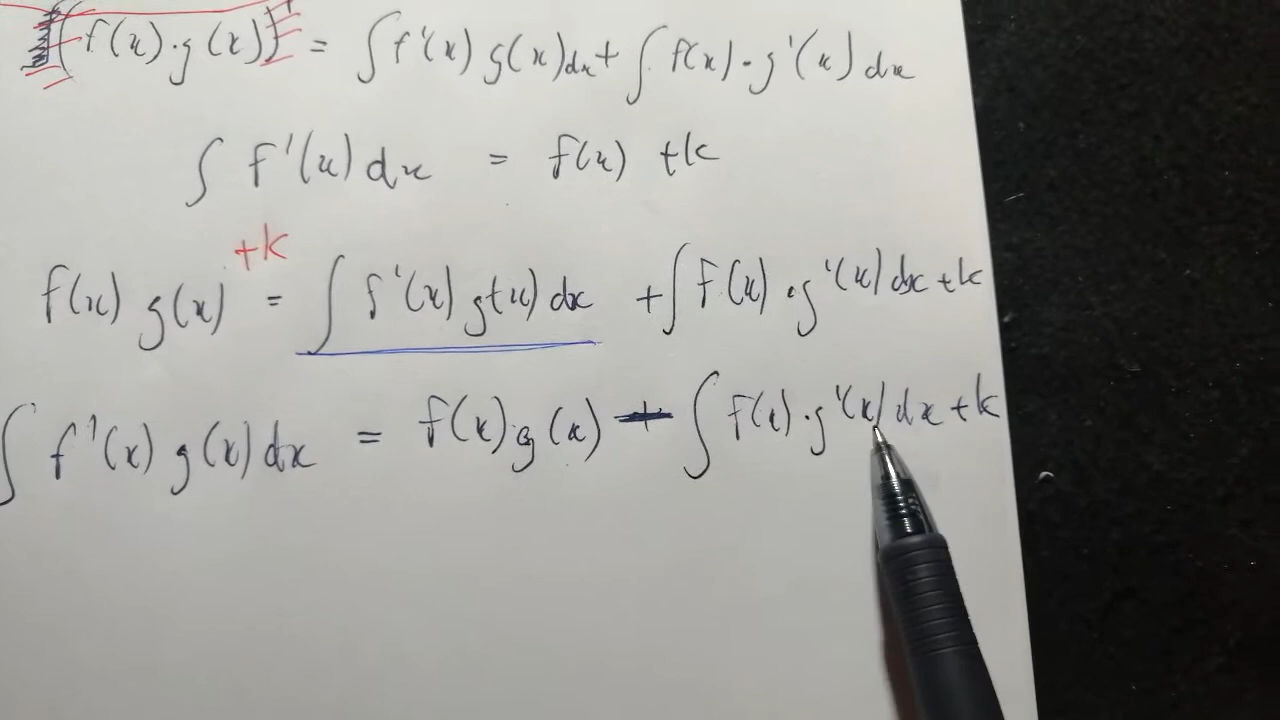 ∫(f(x)·g(x))' = ∫f'(x) g(x)dx + ∫f(x)·g'(x) dx
∫ f'(x) dx = f(x) + k
f(x) g(x) +k = ∫ f'(x) g(x) dx + ∫f(x)·g'(x) dx + k
∫ f'(x) g(x) dx = f(x) g(x) - ∫ f(x)·g'(x) dx + k